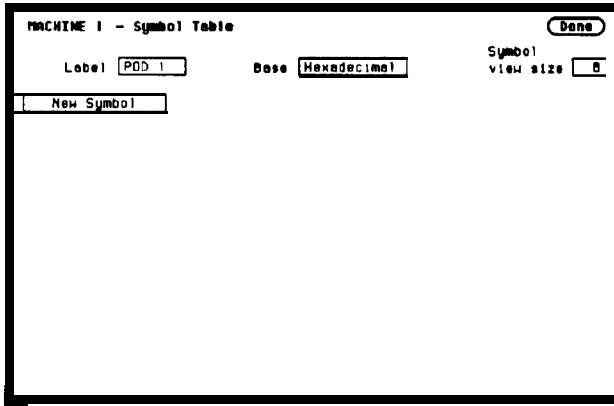 MACHINE 1 - Symbol Table Done
Symbol
Label POD 1 Base Hexadecimal view size 8
New Symbol